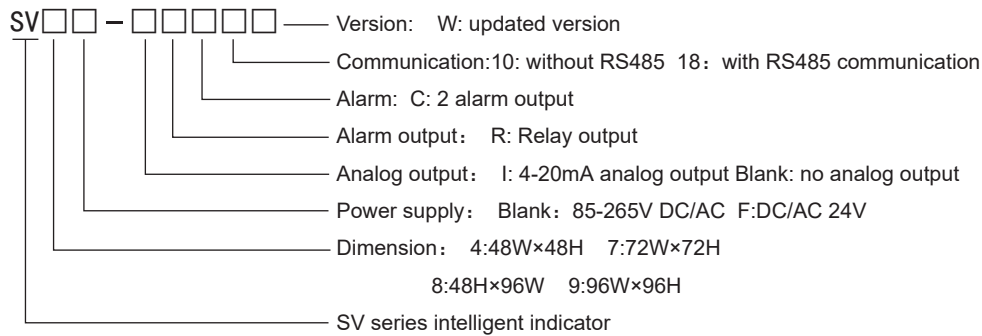 SV□□-□□□□□ Version: W: updated version
Communication:10: without RS485 18：with RS485 communication
Alarm: C: 2 alarm output
Alarm output： R: Relay output
Analog output： I: 4-20mA analog output Blank: no analog output
Power supply： Blank：85-265V DC/AC F:DC/AC 24V
Dimension： 4:48W×48H 7:72W×72H
8:48H×96W 9:96W×96H
SV series intelligent indicator